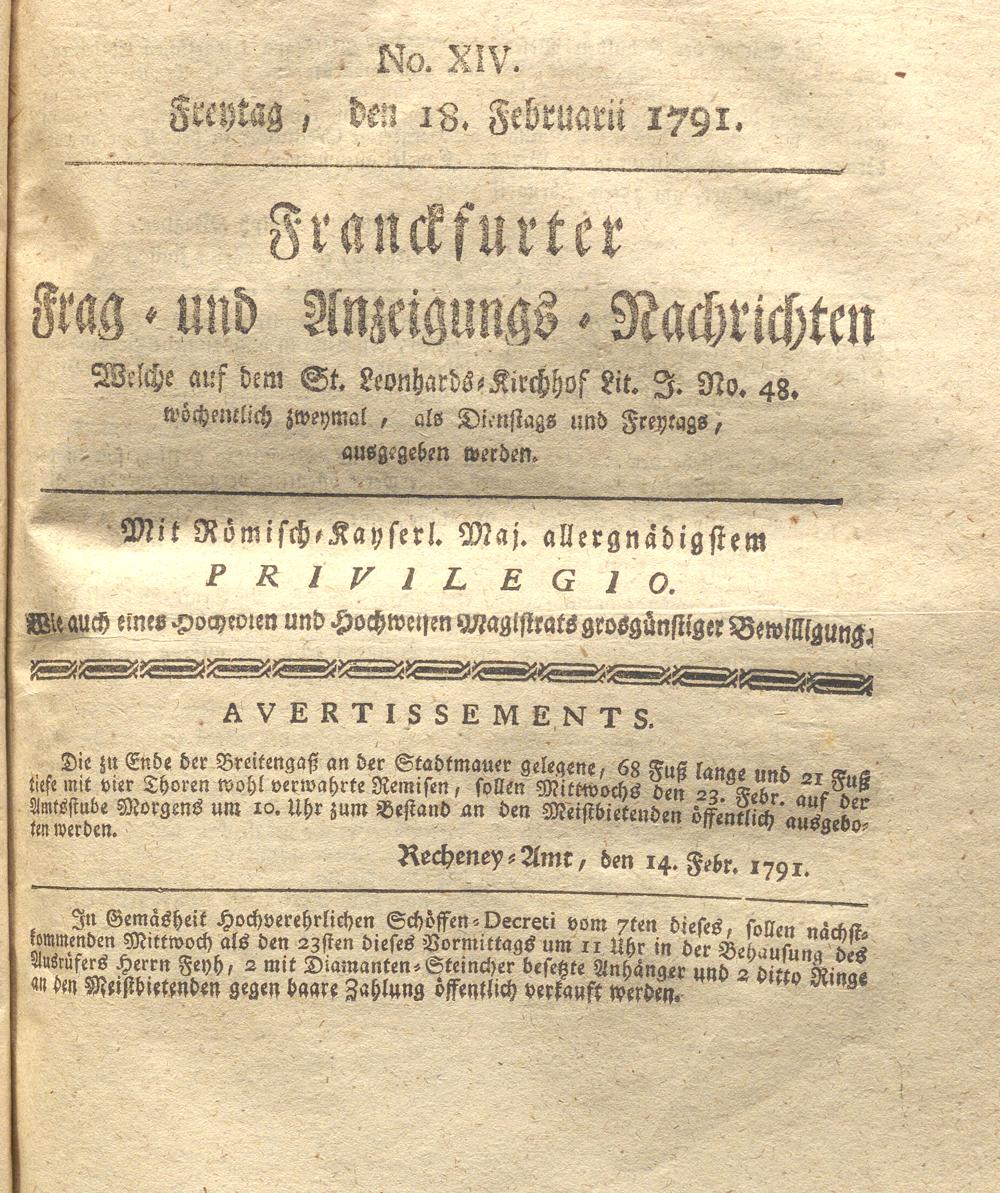 No. XIV.
Freytag, den 18. Februarii 1791.
Franckfurter
Frag- und Anzeigungs-Nachrichten
Welche auf dem St. Leonhards-Kirchhof Lit. J. No. 48.
wöchentlich zweymal, als Dienstags und Freytags,
ausgegeben werden.
Mit Römisch-Kayserl. Maj. allergnädigstem
PRIVILEGIO.
Wie auch eines Hochedlen und Hochweisen Magistrats grosgünstiger Bewilligung.
AVERTISSEMENTS.
Die zu Ende der Breitengaß an der Stadtmauer gelegene, 68 Fuß lange und 21 Fuß
tiefe mit vier Thoren wohl verwahrte Remisen, sollen Mittwochs den 23. Febr. auf der
Amtsstube Morgens um 10. Uhr zum Bestand an den Meistbietenden öffentlich ausgebo-
ten werden.
Recheney-Amt, den 14. Febr. 1791.
In Gemäsheit Hochverehrlichen Schöffen-Decreti vom 7ten dieses, sollen nächst-
kommenden Mittwoch als den 23sten dieses Vormittags um 11 Uhr in der Behausung des
Ausrüfers Herrn Feyh, 2 mit Diamanten-Steincher besetzte Anhänger und 2 ditto Ringe
an den Meistbietenden gegen baare Zahlung öffentlich verkauft werden.